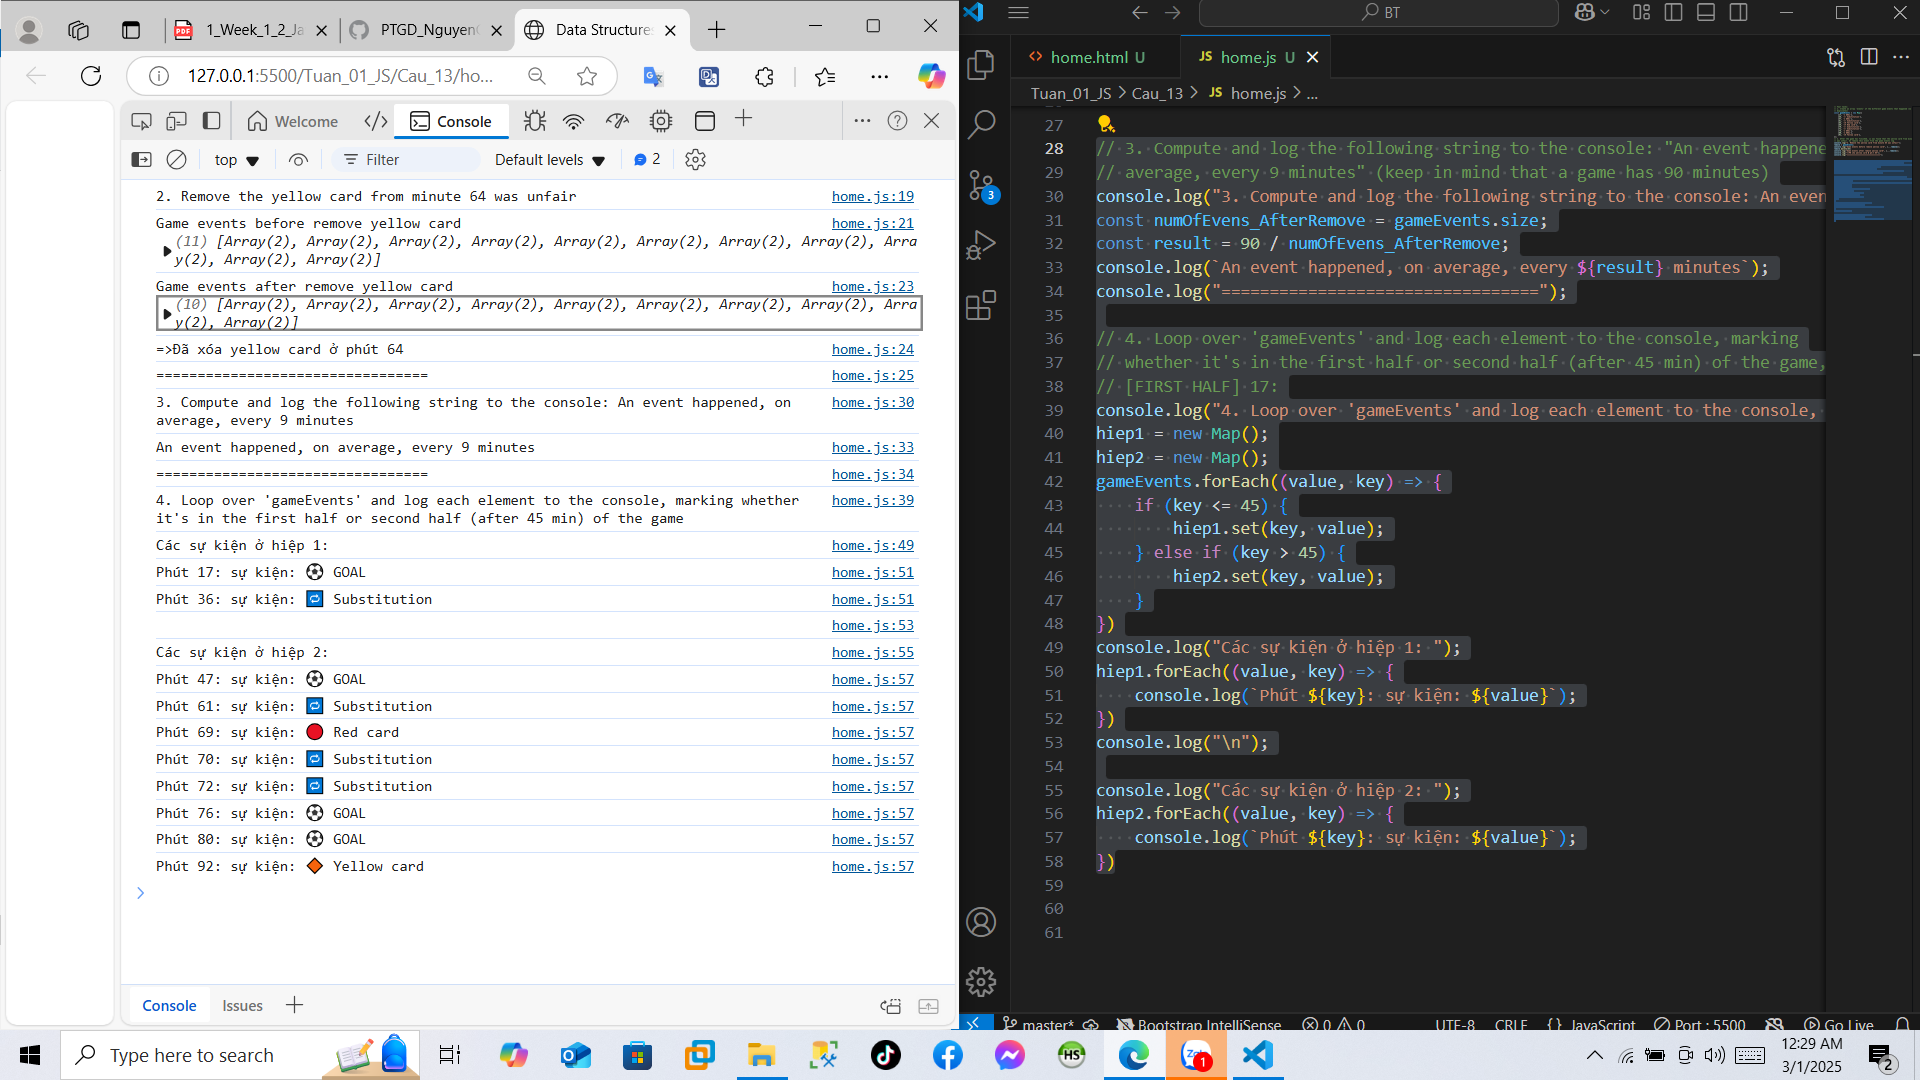 1_Week_1_2_Ja
PTGD_Nguyen
Data Structures
127.0.0.1:5500/Tuan_01_JS/Cau_13/ho...
Welcome
Console
top
Filter
Default levels
2
2. Remove the yellow card from minute 64 was unfair home.js:19
Game events before remove yellow card home.js:21
(11) [Array(2), Array(2), Array(2), Array(2), Array(2), Array(2), Array(2), Array(2), Arra
y(2), Array(2), Array(2)]
Game events after remove yellow card home.js:23
(10) [Array(2), Array(2), Array(2), Array(2), Array(2), Array(2), Array(2), Array(2), Arra
y(2), Array(2)]
=>Đã xóa yellow card ở phút 64 home.js:24
================================= home.js:25
3. Compute and log the following string to the console: An event happened, on home.js:30
average, every 9 minutes
An event happened, on average, every 9 minutes home.js:33
================================= home.js:34
4. Loop over 'gameEvents' and log each element to the console, marking whether home.js:39
it's in the first half or second half (after 45 min) of the game
Các sự kiện ở hiệp 1: home.js:49
Phút 17: sự kiện: ⚽ GOAL home.js:51
Phút 36: sự kiện: 🔁 Substitution home.js:51
home.js:53
Các sự kiện ở hiệp 2: home.js:55
Phút 47: sự kiện: ⚽ GOAL home.js:57
Phút 61: sự kiện: 🔁 Substitution home.js:57
Phút 69: sự kiện: 🔴 Red card home.js:57
Phút 70: sự kiện: 🔁 Substitution home.js:57
Phút 72: sự kiện: 🔁 Substitution home.js:57
Phút 76: sự kiện: ⚽ GOAL home.js:57
Phút 80: sự kiện: ⚽ GOAL home.js:57
Phút 92: sự kiện: 🔶 Yellow card home.js:57
Console
Issues
BT
home.html U
JS home.js U
Tuan_01_JS > Cau_13 > JS home.js > ...
3
27
28 // 3. Compute and log the following string to the console: "An event happene
29 // average, every 9 minutes" (keep in mind that a game has 90 minutes)
30 console.log("3. Compute and log the following string to the console: An even
31 const numOfEvens_AfterRemove = gameEvents.size;
32 const result = 90 / numOfEvens_AfterRemove;
33 console.log(`An event happened, on average, every ${result} minutes`);
34 console.log("=================================");
35
36 // 4. Loop over 'gameEvents' and log each element to the console, marking
37 // whether it's in the first half or second half (after 45 min) of the game,
38 // [FIRST HALF] 17:
39 console.log("4. Loop over 'gameEvents' and log each element to the console,
40 hiep1 = new Map();
41 hiep2 = new Map();
42 gameEvents.forEach((value, key) => {
43 if (key <= 45) {
44 hiep1.set(key, value);
45 } else if (key > 45) {
46 hiep2.set(key, value);
47 }
48 })
49 console.log("Các sự kiện ở hiệp 1: ");
50 hiep1.forEach((value, key) => {
51 console.log(`Phút ${key}: sự kiện: ${value}`);
52 })
53 console.log("\n");
54
55 console.log("Các sự kiện ở hiệp 2: ");
56 hiep2.forEach((value, key) => {
57 console.log(`Phút ${key}: sự kiện: ${value}`);
58 })
59
60
61
master* Bootstrap IntelliSense 0 0 UTF-8 CRLF {} JavaScript Port : 5500 Go Live
Type here to search
HS
1
12:29 AM
3/1/2025
2